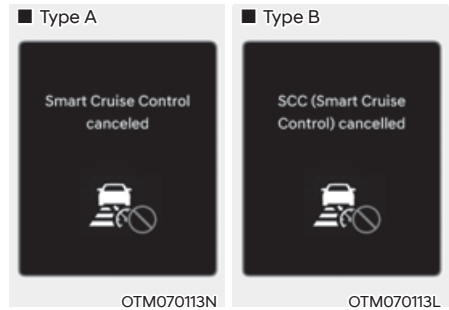 ■ Type A
Smart Cruise Control
canceled
OTM070113N
■ Type B
SCC (Smart Cruise
Control) cancelled
OTM070113L